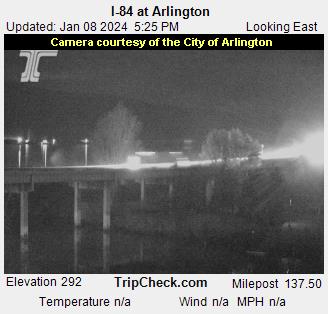 I-84 at Arlington
Updated: Jan 08 2024 5:25 PM Looking East
Camera courtesy of the City of Arlington
Elevation 292 TripCheck.com Milepost 137.50
Temperature n/a Wind n/a MPH n/a